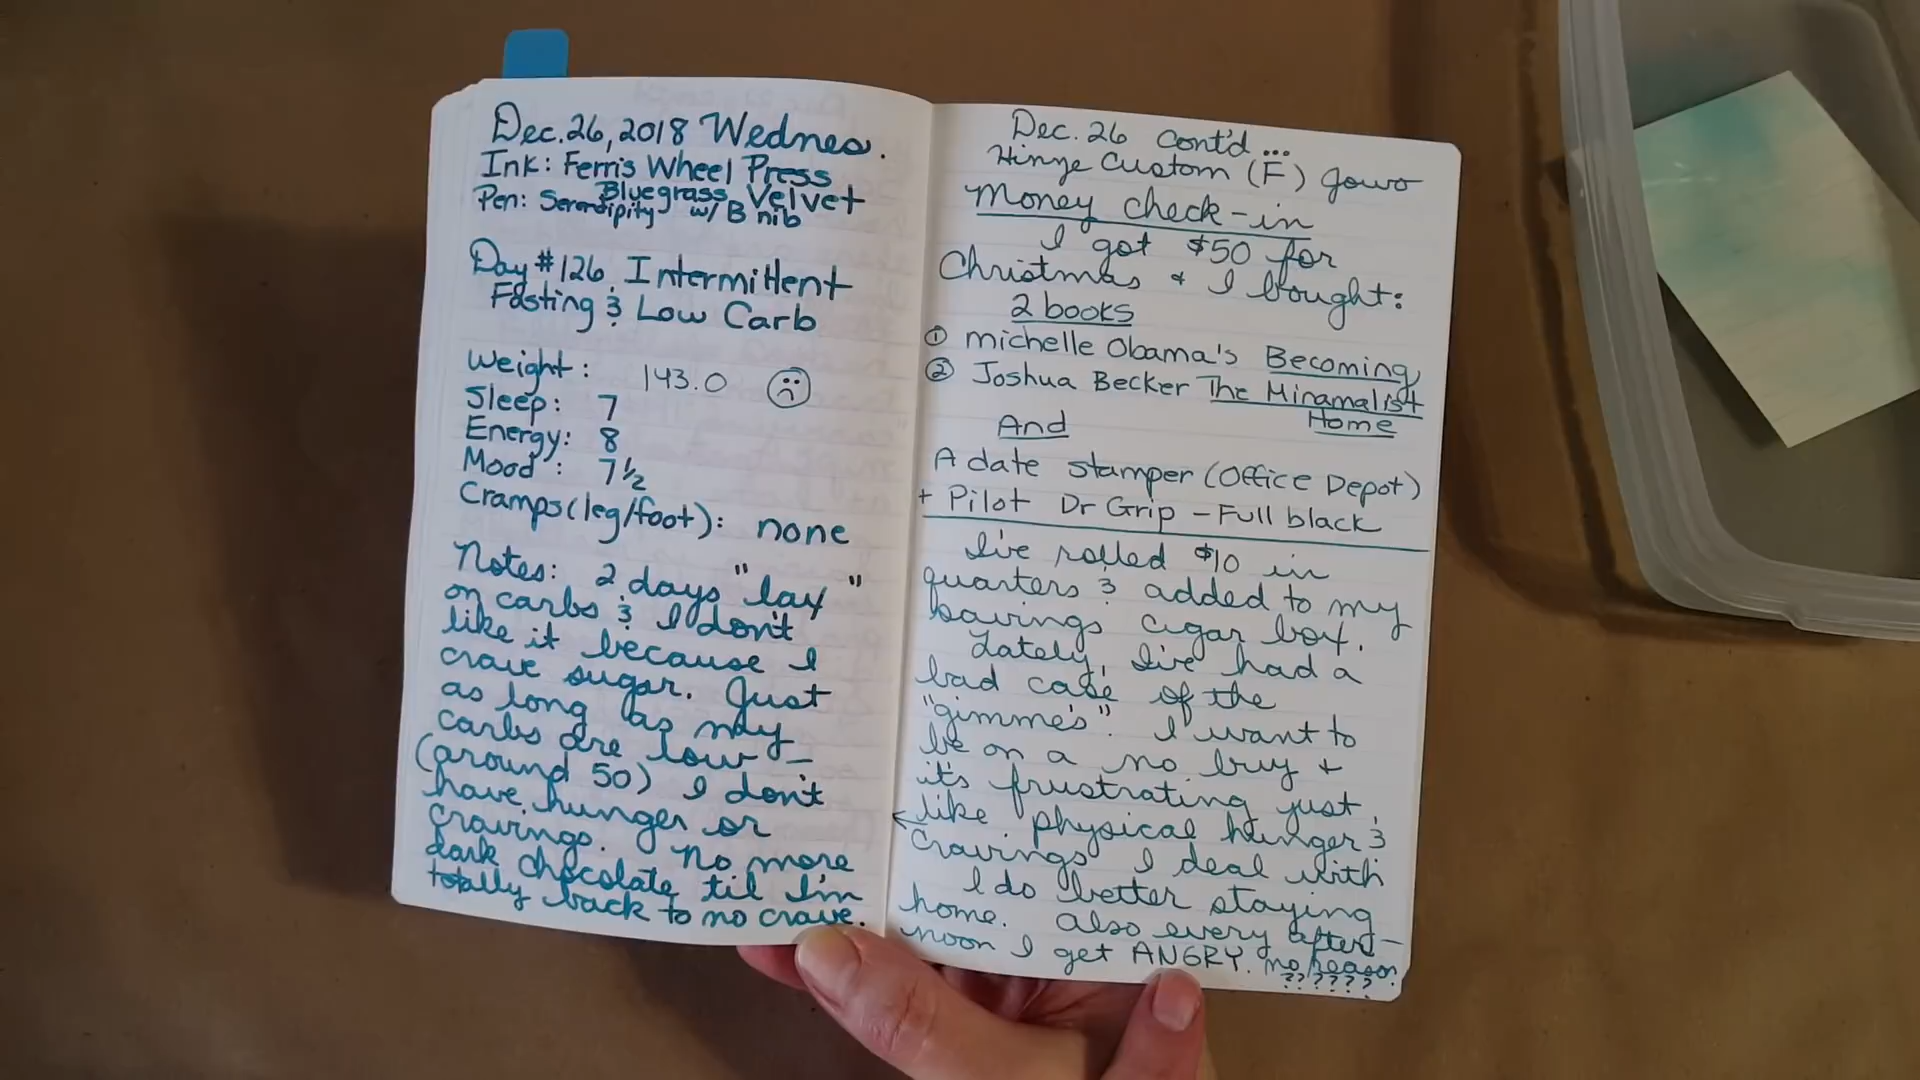 Dec. 26, 2018 Wednes.
Ink: Ferris Wheel Press
Bluegrass Velvet
Pen: Serendipity w/ B nib
Day #126 Intermittent
Fasting & Low Carb
Weight: 143.0
Sleep: 7
Energy: 8
Mood: 7 1/2
Cramps (leg/foot): none
Notes: 2 days "lax"
on carbs & I don't
like it because I
crave sugar. Just
as long as my
carbs are low –
(around 50) I don't
have hunger or
cravings. No more
dark chocolate til I'm
totally back to no crave.
Dec. 26 Cont'd...
Custom (F)
Money check-in
I got $50 for
Christmas & I bought:
2 books
① Michelle Obama's Becoming
② Joshua Becker The Minamalist
Home
And
A date stamper (Office Depot)
+ Pilot Dr Grip – Full black
I've rolled $10 in
quarters & added to my
savings cigar box.
Lately, I've had a
bad case of the
"gimme's". I want to
be on a no buy +
it's frustrating just
like physical hunger &
cravings I deal with
I do better staying
home. Also every after-
noon I get ANGRY. no reason.
??????